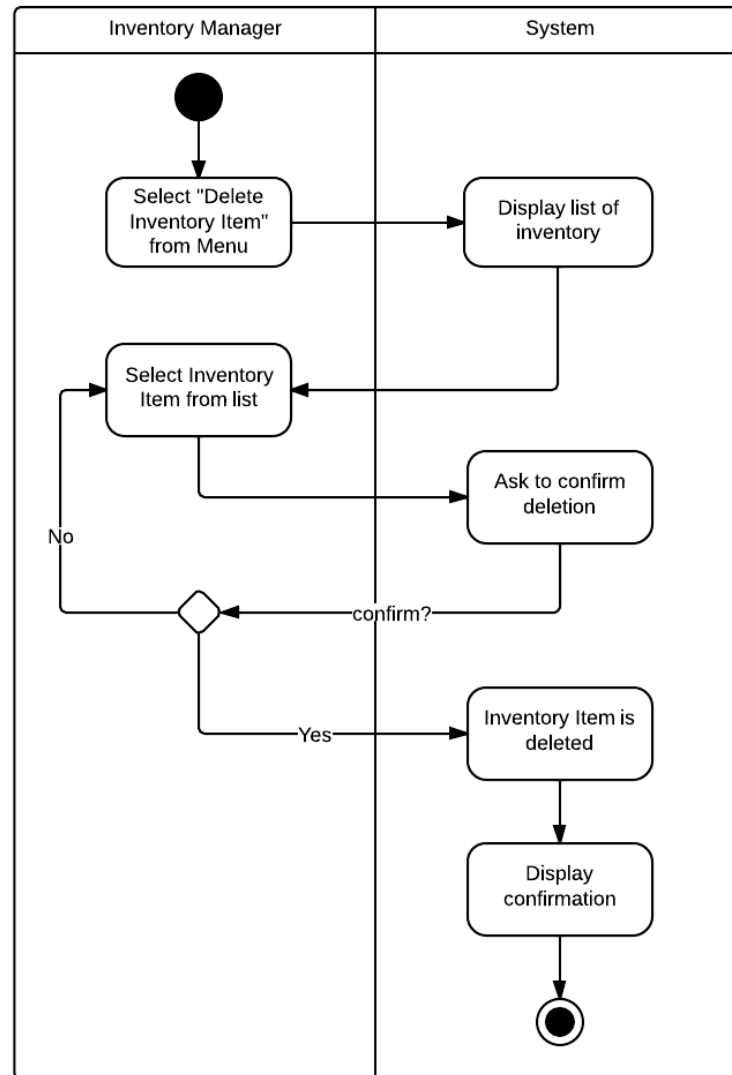 Inventory Manager
System
Select "Delete
Inventory Item"
from Menu
Display list of
inventory
Select Inventory
Item from list
Ask to confirm
deletion
No
confirm?
Yes
Inventory Item is
deleted
Display
confirmation